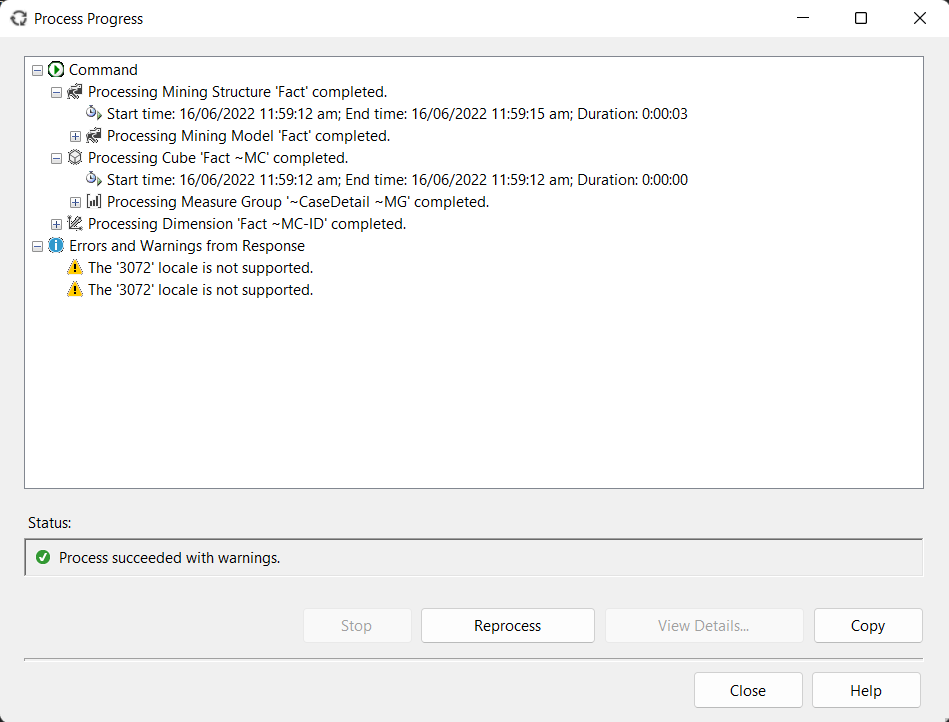 Process Progress
Command
Processing Mining Structure 'Fact' completed.
Start time: 16/06/2022 11:59:12 am; End time: 16/06/2022 11:59:15 am; Duration: 0:00:03
Processing Mining Model 'Fact' completed.
Processing Cube 'Fact ~MC' completed.
Start time: 16/06/2022 11:59:12 am; End time: 16/06/2022 11:59:12 am; Duration: 0:00:00
Processing Measure Group '~CaseDetail ~MG' completed.
Processing Dimension 'Fact ~MC-ID' completed.
Errors and Warnings from Response
The '3072' locale is not supported.
The '3072' locale is not supported.
Status:
Process succeeded with warnings.
Stop Reprocess View Details... Copy
Close Help